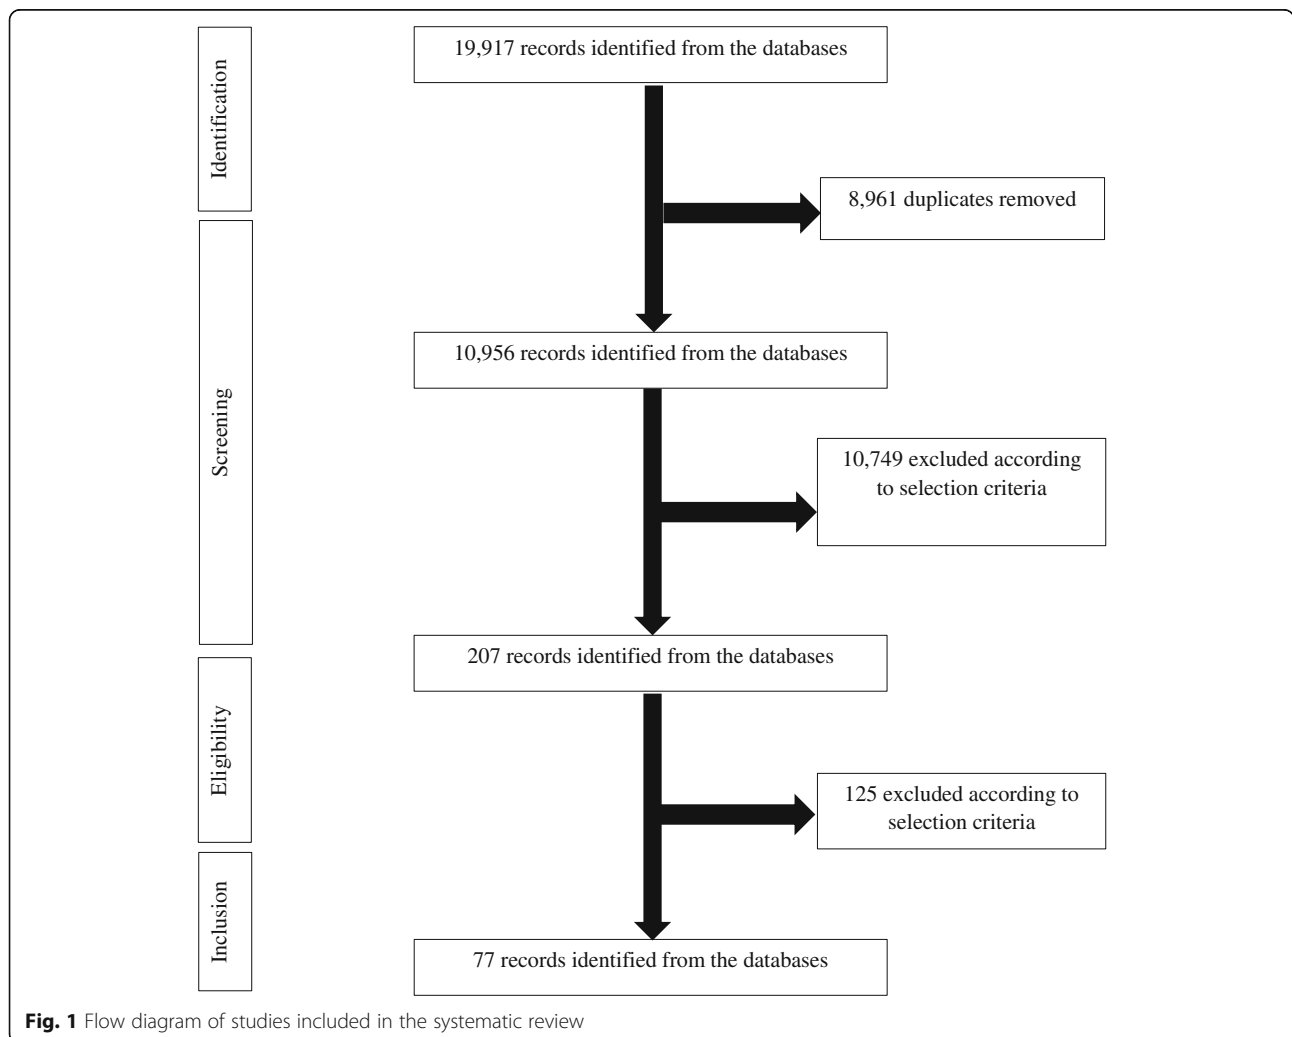 Identification
19,917 records identified from the databases
8,961 duplicates removed
Screening
10,956 records identified from the databases
10,749 excluded according
to selection criteria
207 records identified from the databases
Eligibility
125 excluded according to
selection criteria
Inclusion
77 records identified from the databases
Fig. 1 Flow diagram of studies included in the systematic review